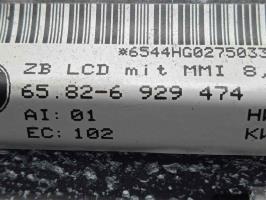 *6544HG0275033
ZB LCD mit MMI 8,
65.82-6 929 474
AI: 01
EC: 102